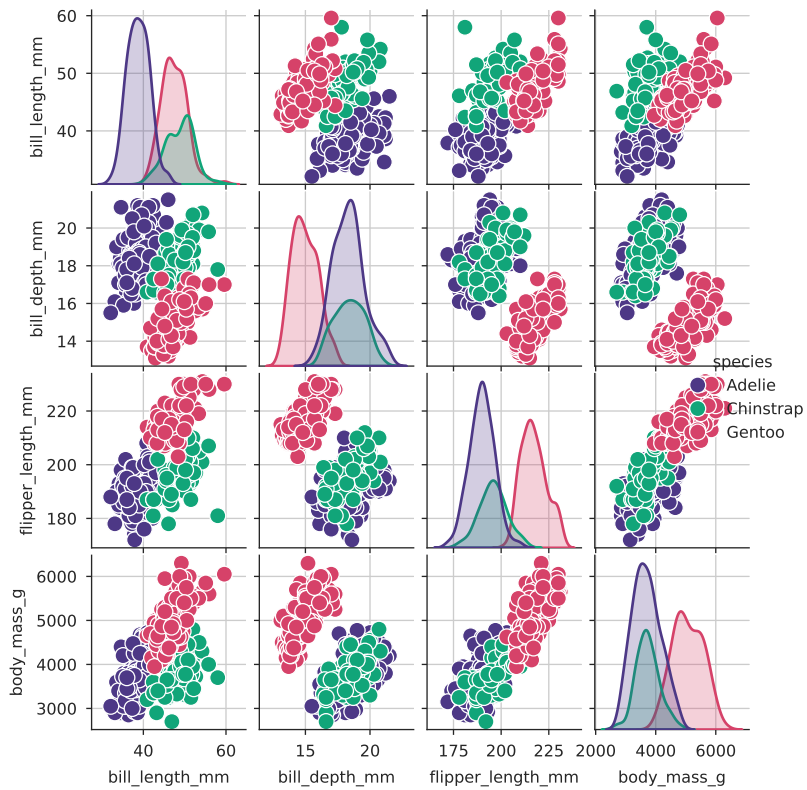 bill_length_mm
60
50
40
bill_depth_mm
20
18
16
14
species
Adelie
Chinstrap
Gentoo
flipper_length_mm
220
200
180
body_mass_g
6000
5000
4000
3000
40 60 15 20 175 200 225 2000 4000 6000
bill_length_mm bill_depth_mm flipper_length_mm body_mass_g